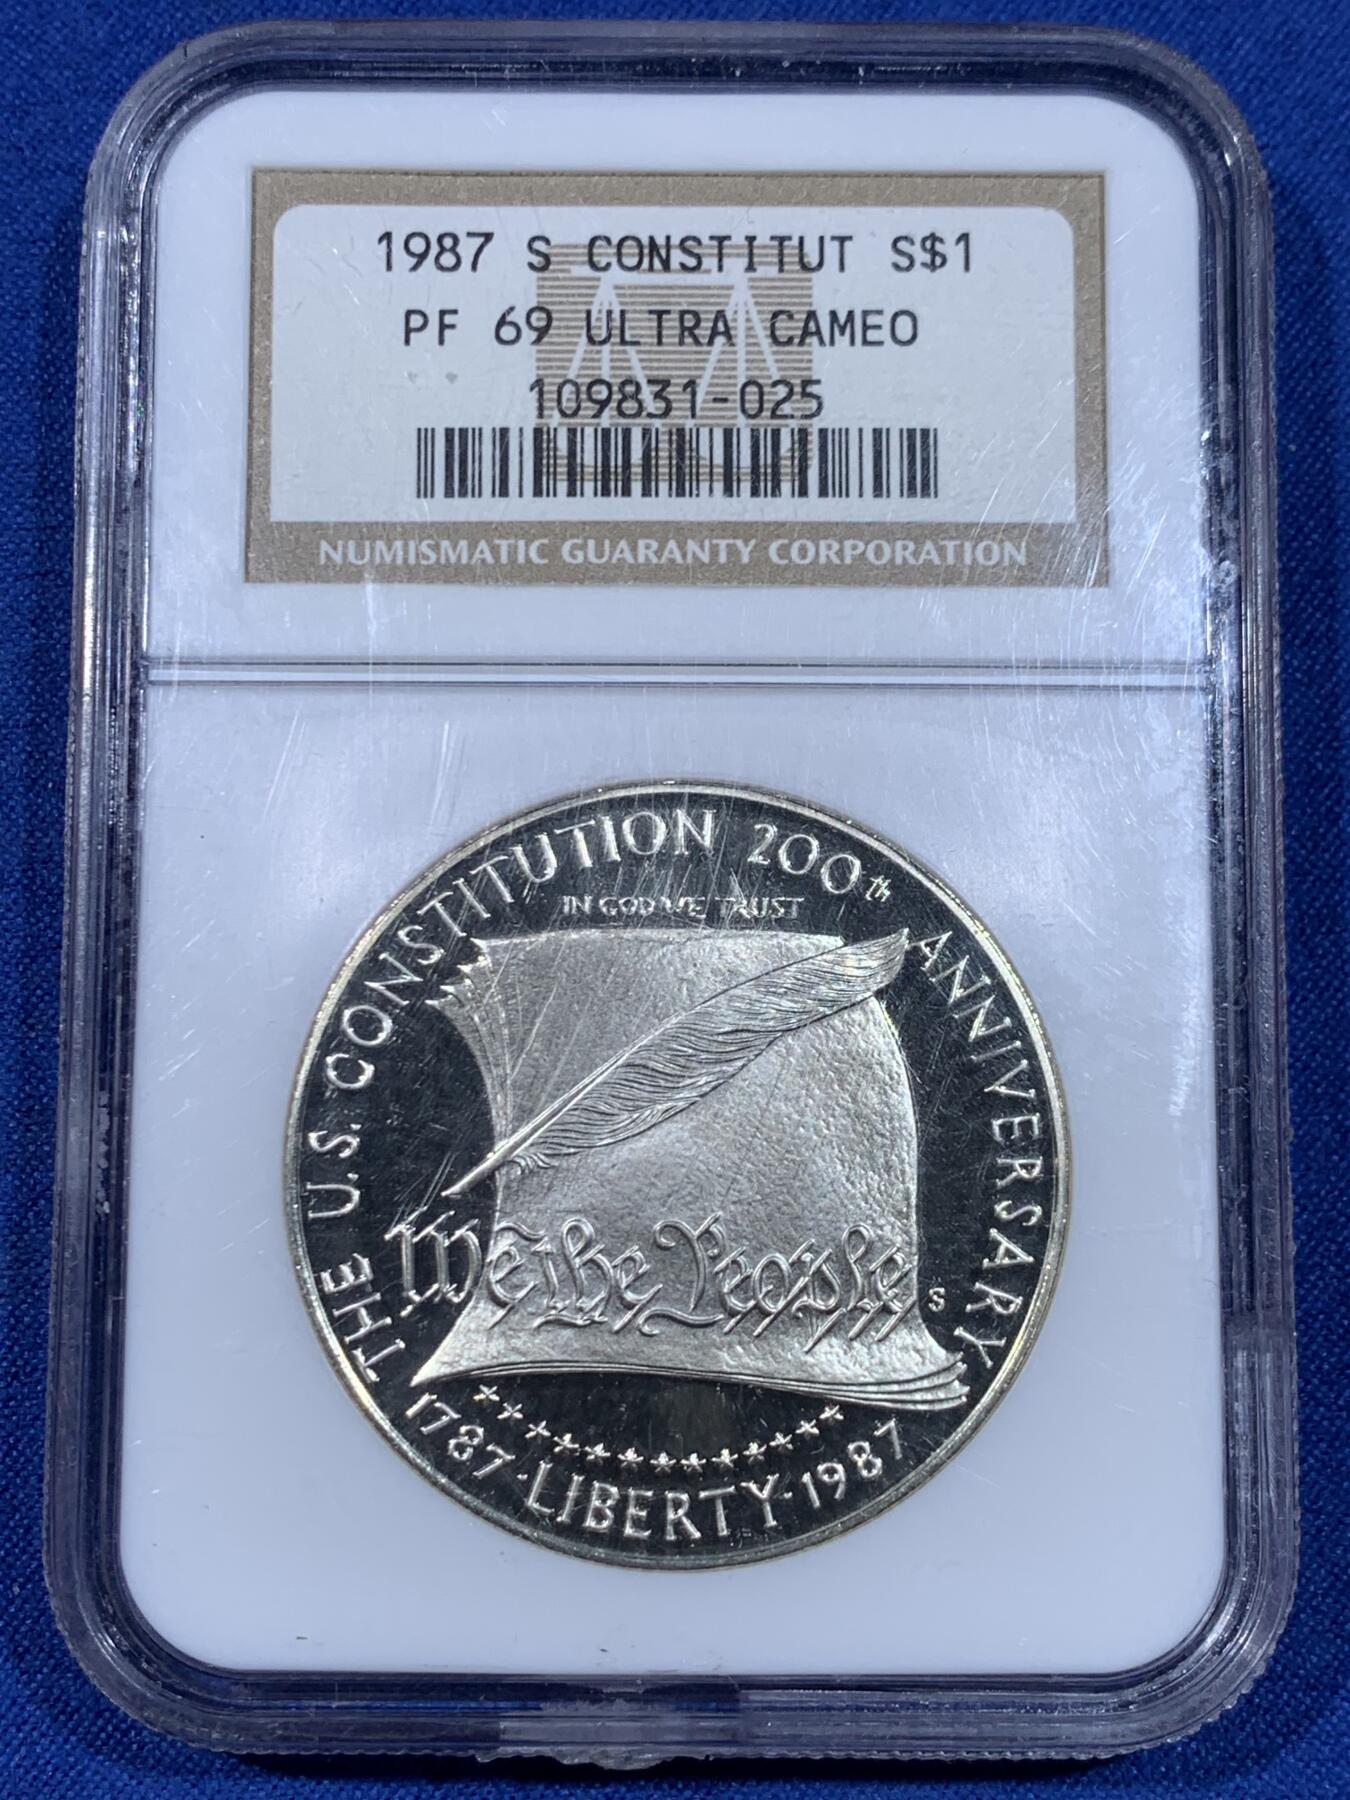 1987 S CONSTITUT S$1
PF 69 ULTRA CAMEO
109831-025
NUMISMATIC GUARANTY CORPORATION
THE U.S. CONSTITUTION 200th ANNIVERSARY
IN GOD WE TRUST
We the People
S
1787·LIBERTY·1987